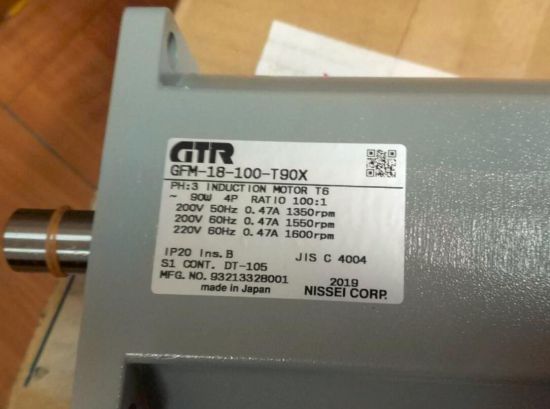 GTR
GFM-18-100-T90X
PH:3 INDUCTION MOTOR T6
~ 90W 4P RATIO 100:1
200V 50Hz 0.47A 1350rpm
200V 60Hz 0.47A 1550rpm
220V 60Hz 0.47A 1600rpm
IP20 Ins.B JIS C 4004
S1 CONT. DT-105
MFG.NO.93213328001 2019
made in Japan NISSEI CORP.